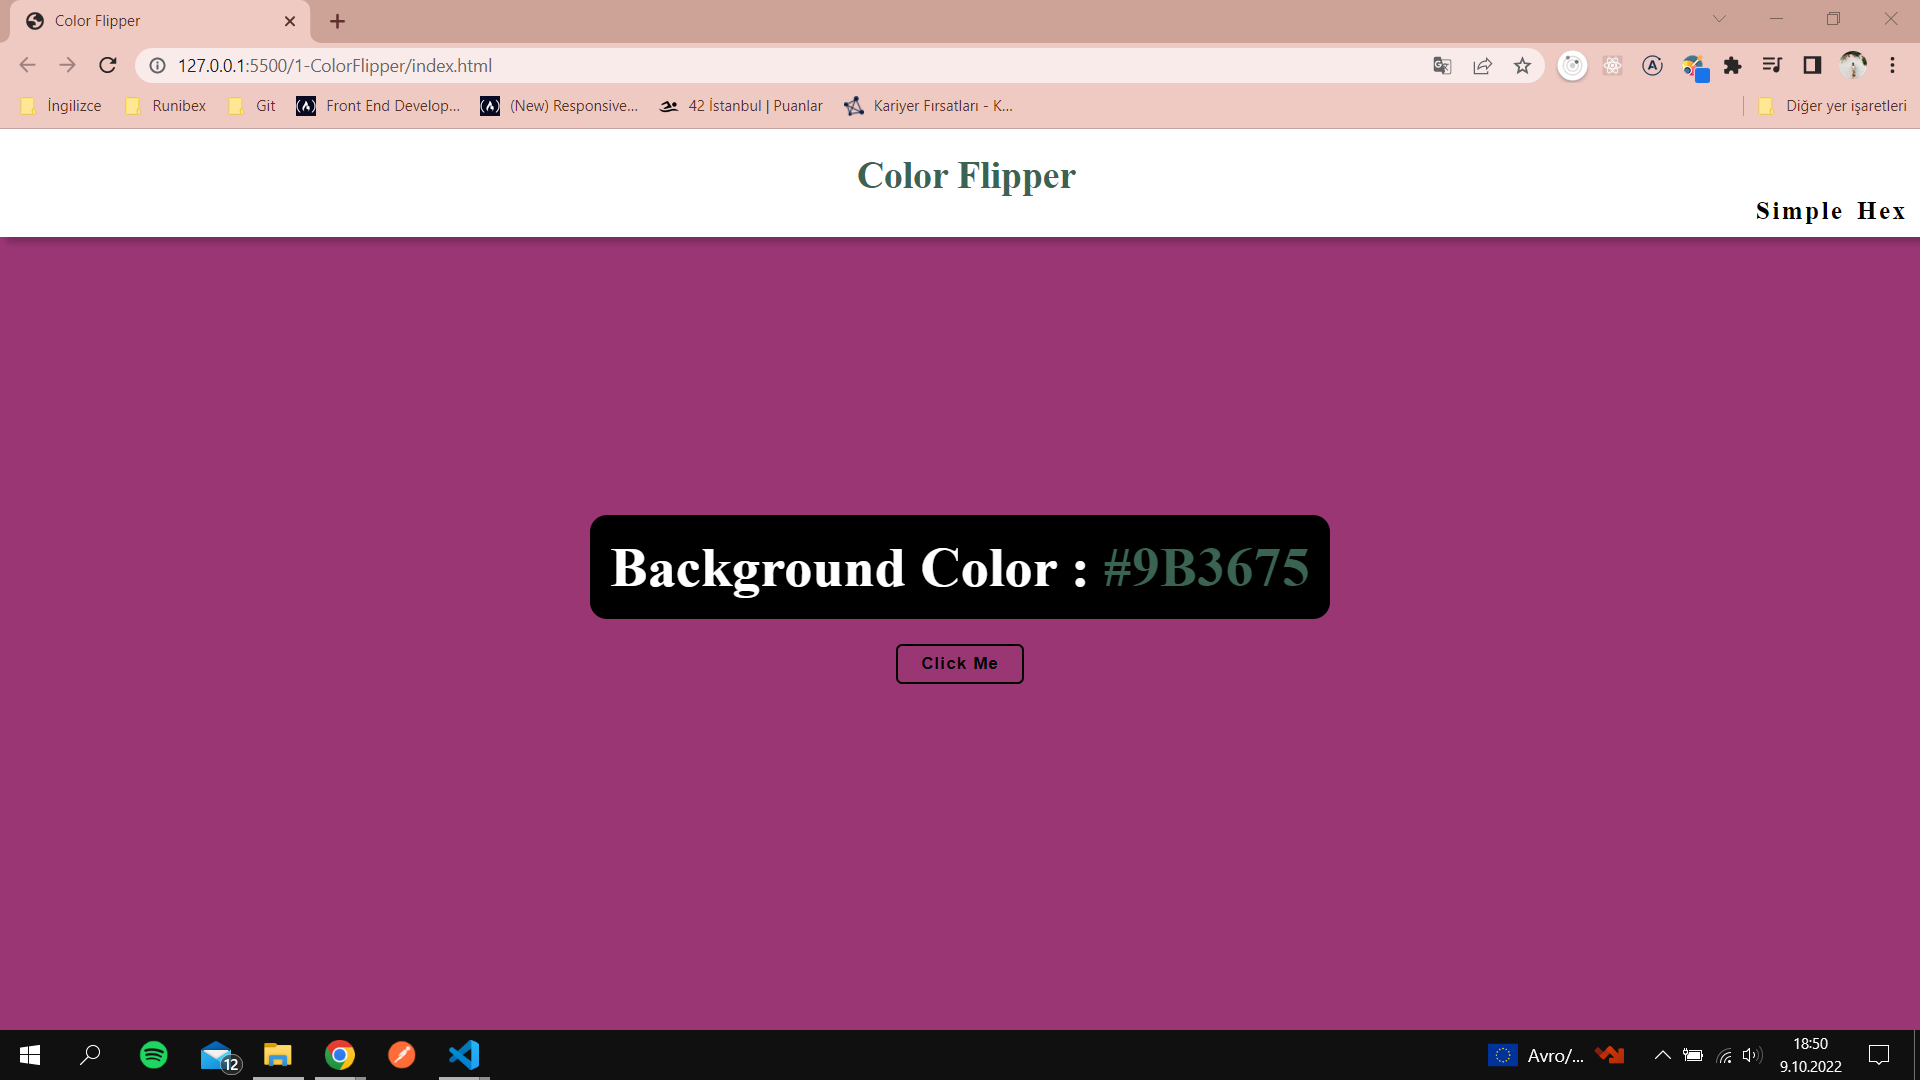 Color Flipper
127.0.0.1:5500/1-ColorFlipper/index.html
İngilizce
Runibex
Git
Front End Develop...
(New) Responsive...
42 İstanbul | Puanlar
Kariyer Fırsatları - K...
Diğer yer işaretleri
Color Flipper
Simple Hex
Background Color : #9B3675
Click Me
12
Avro/...
18:50
9.10.2022